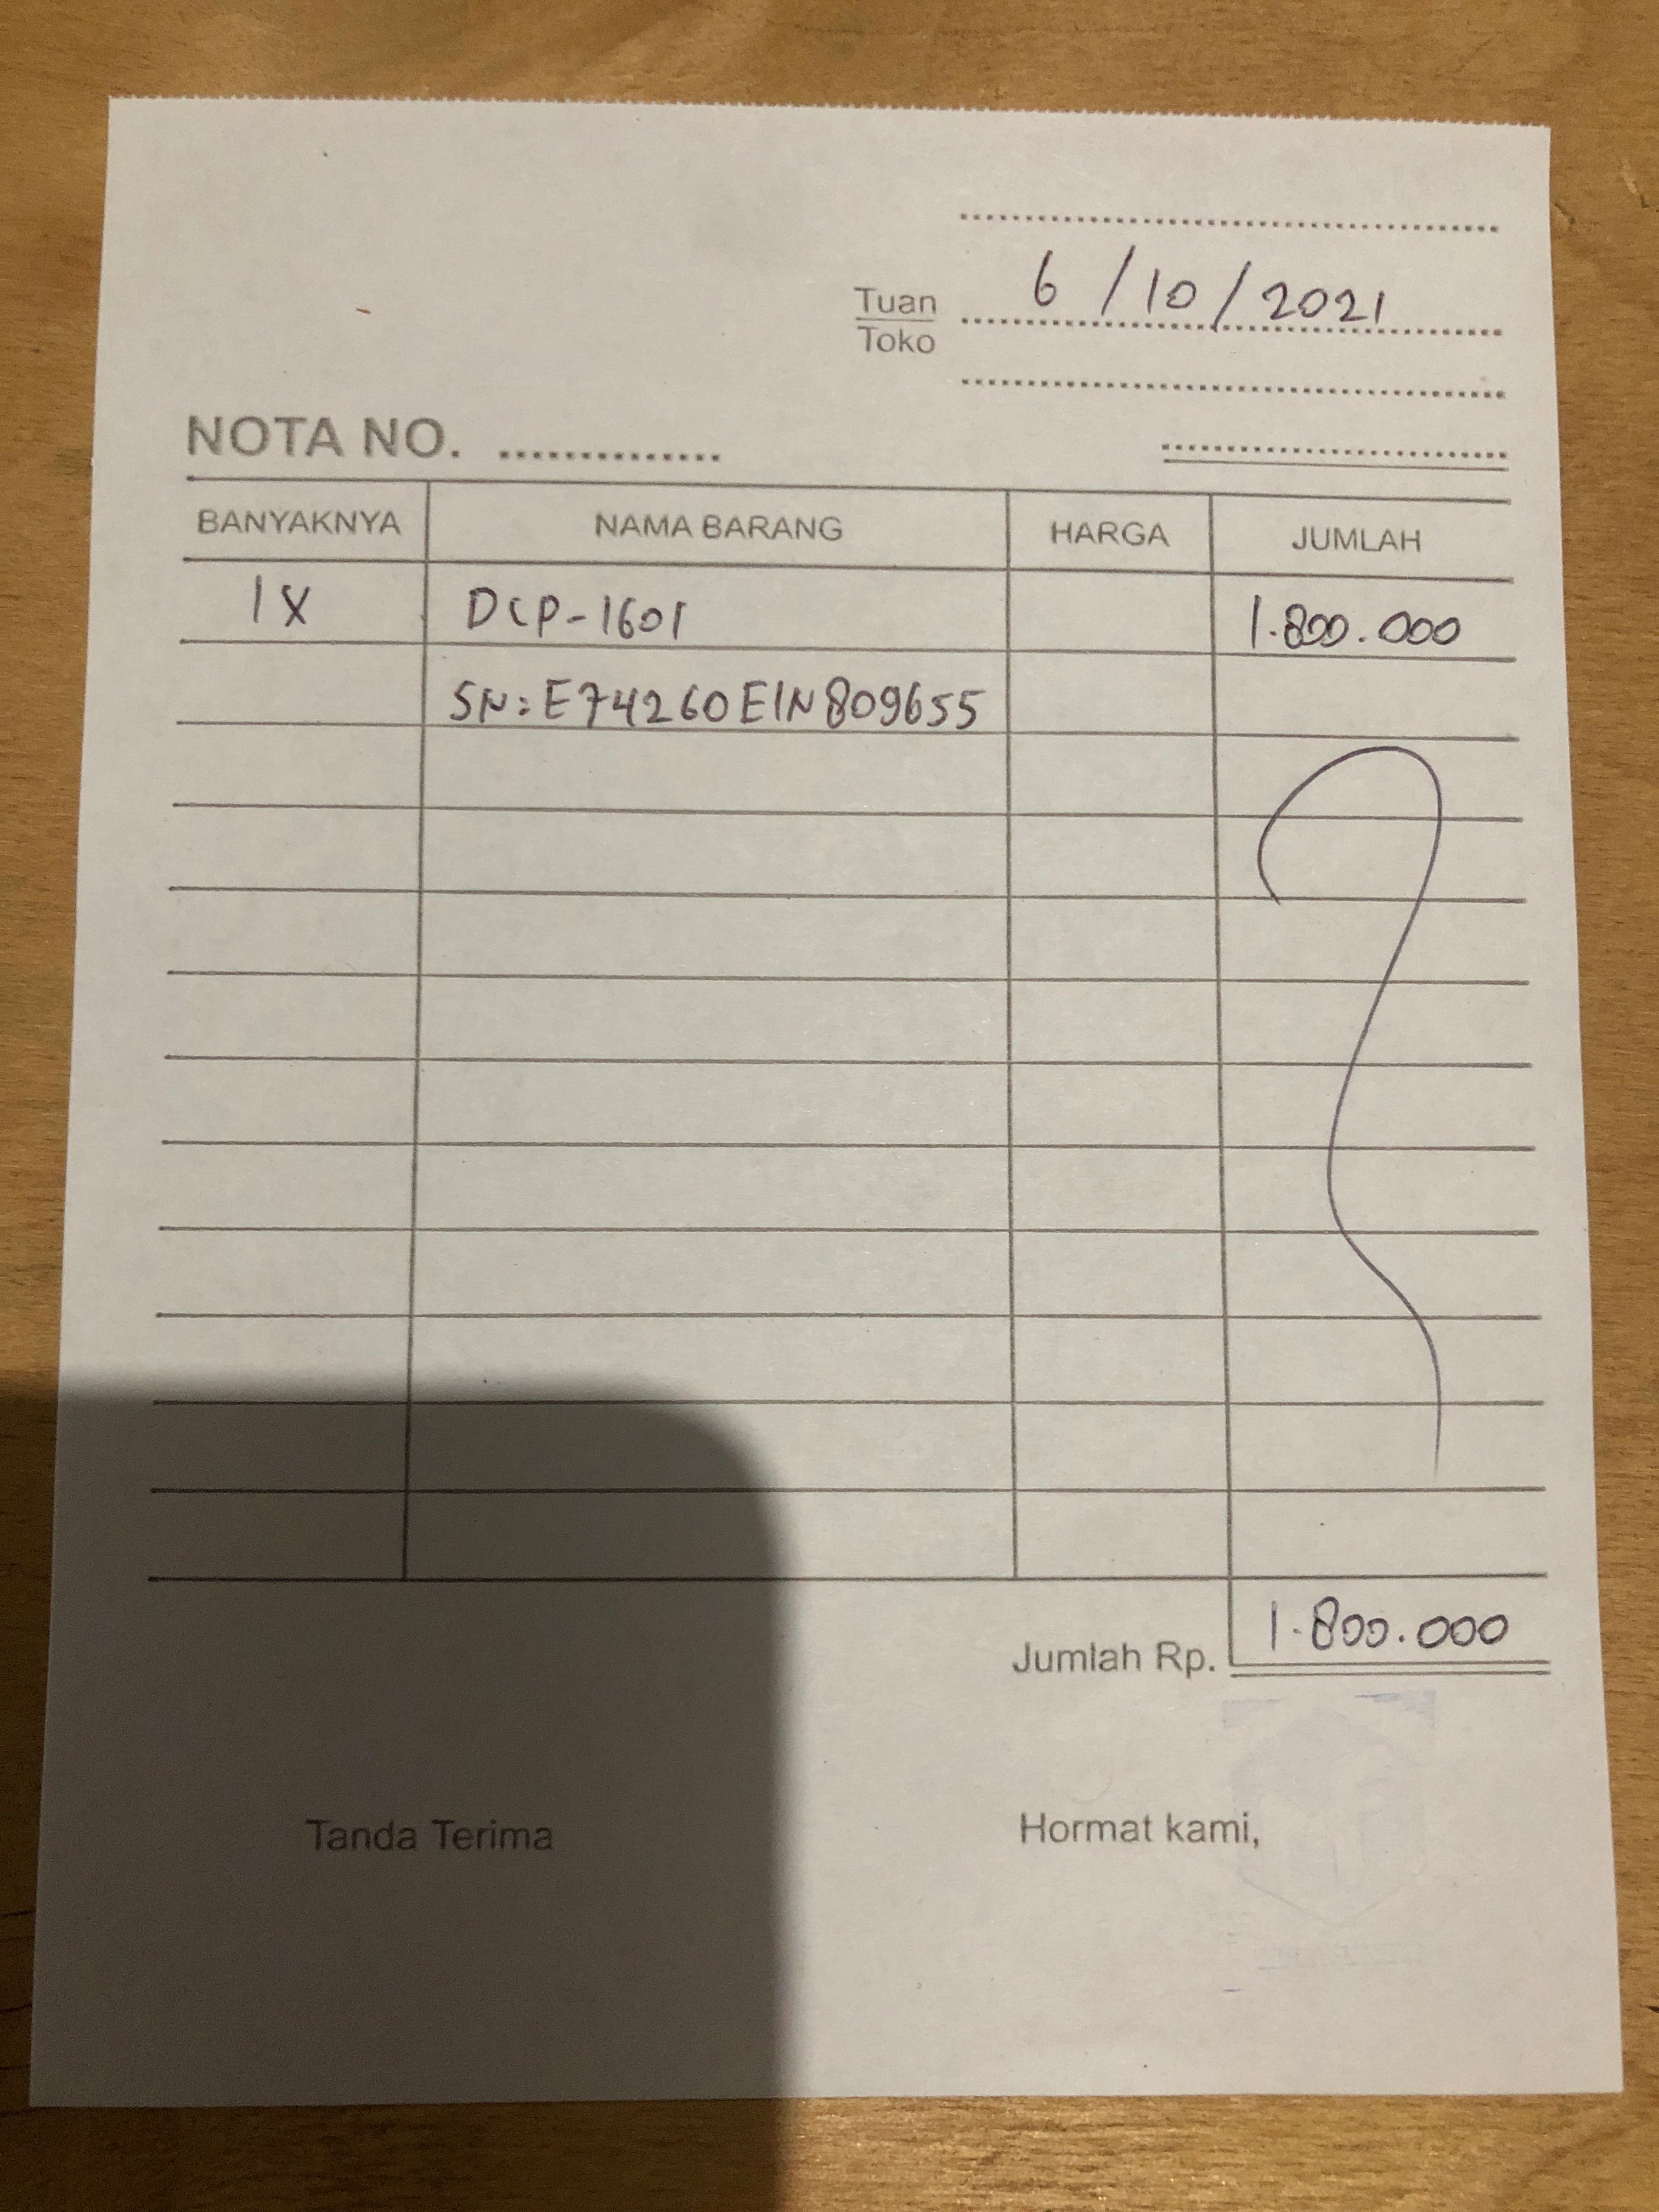 6/10/2021
Tuan
Toko
NOTA NO. ..............
BANYAKNYA NAMA BARANG HARGA JUMLAH
1X DCP-1601 1.800.000
SN: E74260E1N809655
Jumlah Rp. 1.800.000
Tanda Terima Hormat kami,